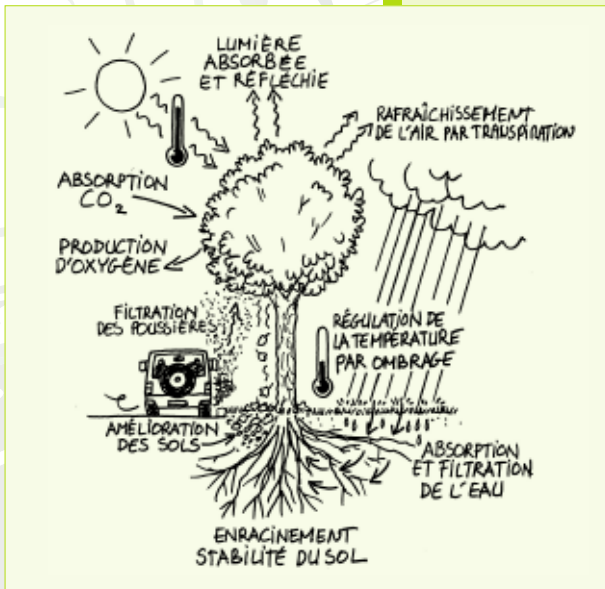 LUMIÈRE
ABSORBÉE
ET RÉFLÉCHIE
RAFRAÎCHISSEMENT
DE L'AIR PAR TRANSPIRATION
ABSORPTION
CO₂
PRODUCTION
D'OXYGÈNE
FILTRATION
DES POUSSIÈRES
RÉGULATION DE
LA TEMPÉRATURE
PAR OMBRAGE
AMÉLIORATION
DES SOLS
ABSORPTION
ET FILTRATION
DE L'EAU
ENRACINEMENT
STABILITÉ DU SOL